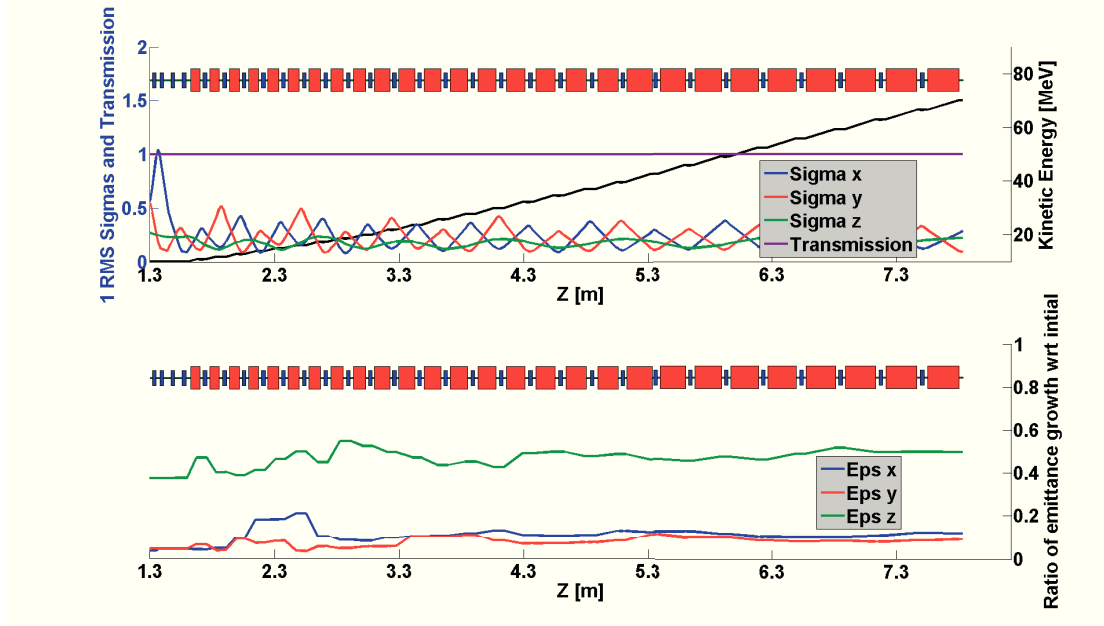 1 RMS Sigmas and Transmission
2
1.5
1
0.5
0
80
60
40
20
Kinetic Energy [MeV]
Sigma x
Sigma y
Sigma z
Transmission
1.3 2.3 3.3 4.3 5.3 6.3 7.3
Z [m]
1
0.8
0.6
0.4
0.2
0
Ratio of emittance growth wrt intial
Eps x
Eps y
Eps z
1.3 2.3 3.3 4.3 5.3 6.3 7.3
Z [m]